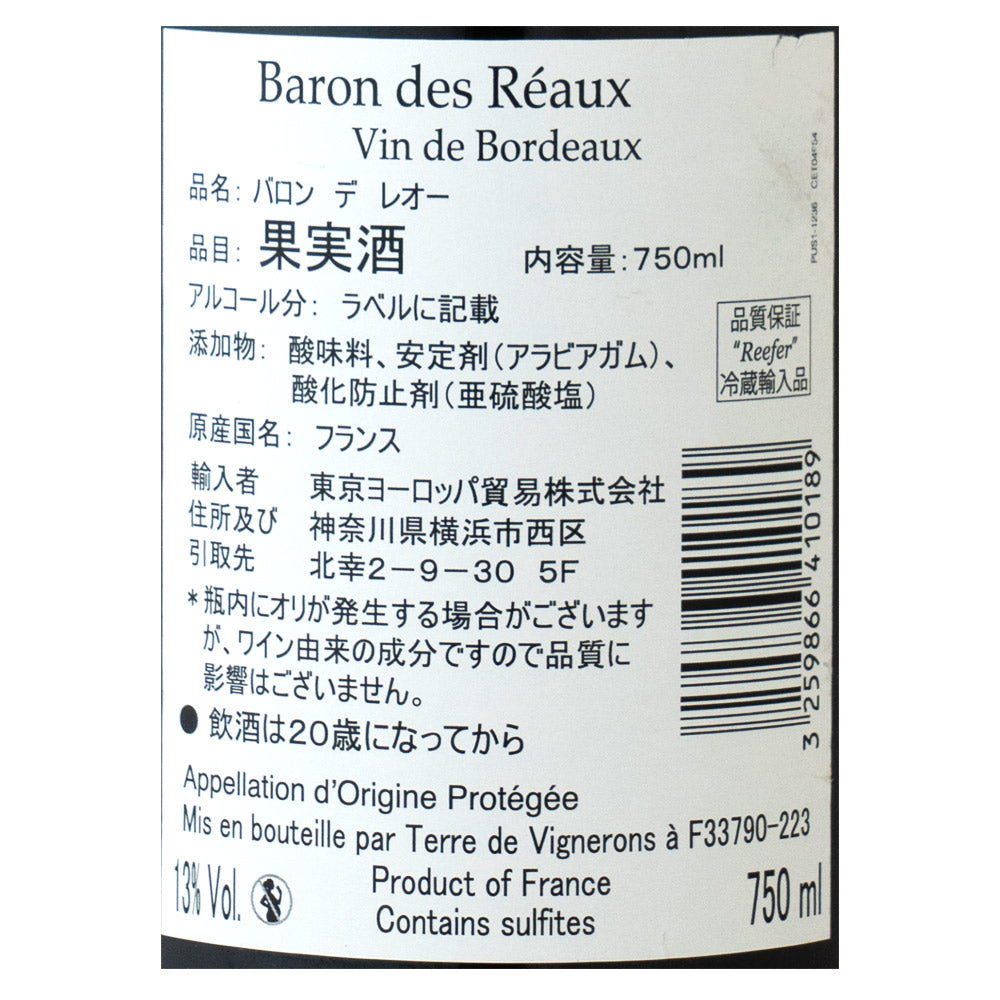 Baron des Réaux
Vin de Bordeaux
品名: バロン デ レオー
品目: 果実酒 内容量:750ml
アルコール分: ラベルに記載
添加物: 酸味料、安定剤(アラビアガム)、
酸化防止剤(亜硫酸塩)
品質保証
"Reefer"
冷蔵輸入品
原産国名: フランス
輸入者 東京ヨーロッパ貿易株式会社
住所及び 神奈川県横浜市西区
引取先 北幸2-9-30 5F
*瓶内にオリが発生する場合がございます
が、ワイン由来の成分ですので品質に
影響はございません。
● 飲酒は20歳になってから
Appellation d'Origine Protégée
Mis en bouteille par Terre de Vignerons à F33790-223
13% Vol.
Product of France
Contains sulfites
750 ml
3 259866 410189
PUS1-1236